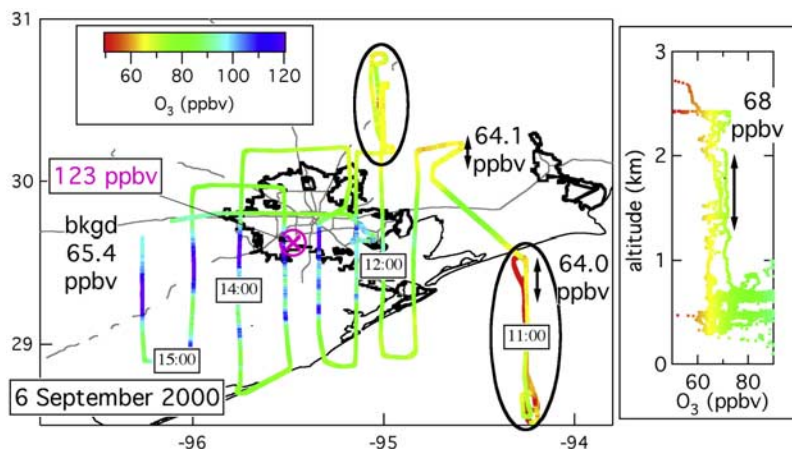 31
30
29
-96
-95
-94
60
80
100
120
O₃ (ppbv)
123 ppbv
bkgd
65.4
ppbv
64.1
ppbv
64.0
ppbv
11:00
12:00
14:00
15:00
6 September 2000
3
2
1
0
altitude (km)
68
ppbv
60
80
O₃ (ppbv)